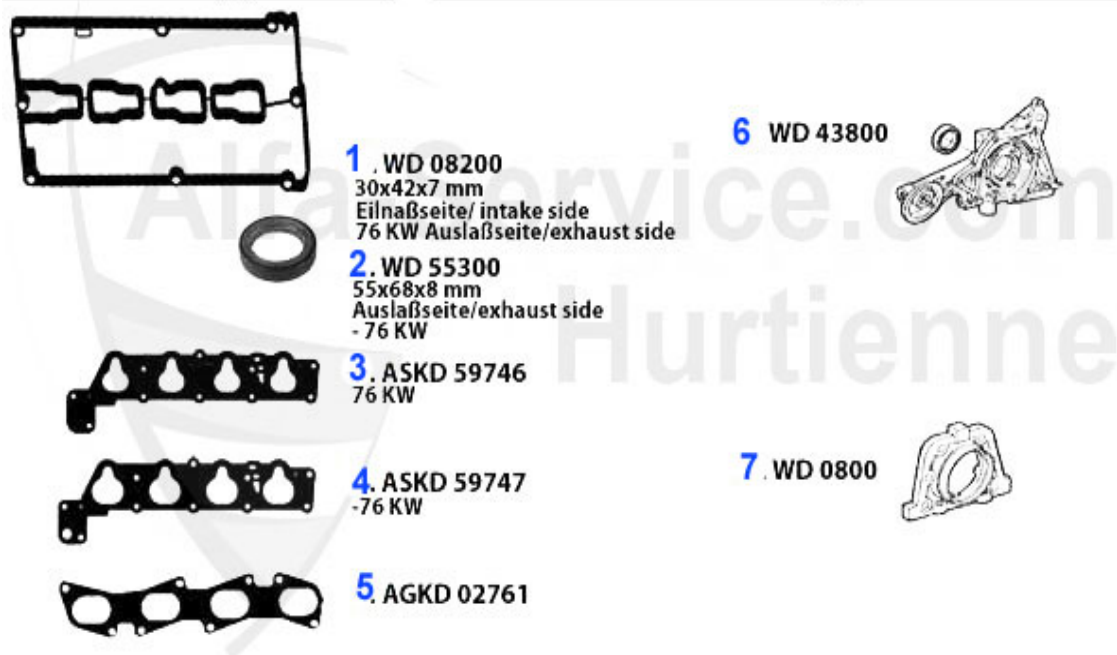 1 . WD 08200
30x42x7 mm
Eilnaßseite/ intake side
76 KW Auslaßseite/exhaust side
2. WD 55300
55x68x8 mm
Auslaßseite/exhaust side
- 76 KW
3. ASKD 59746
76 KW
4. ASKD 59747
-76 KW
5. AGKD 02761
6 WD 43800
7. WD 0800
AlfaService.com
Hurtienne